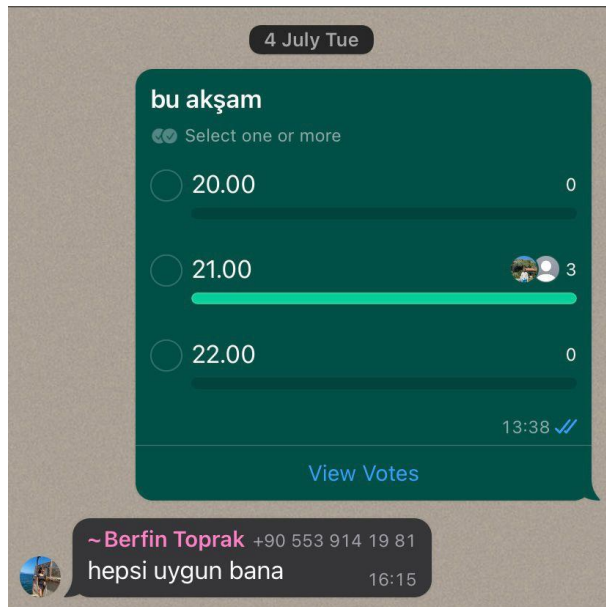 4 July Tue
bu akşam
Select one or more
20.00 0
21.00 3
22.00 0
13:38
View Votes
~Berfin Toprak +90 553 914 19 81
hepsi uygun bana 16:15